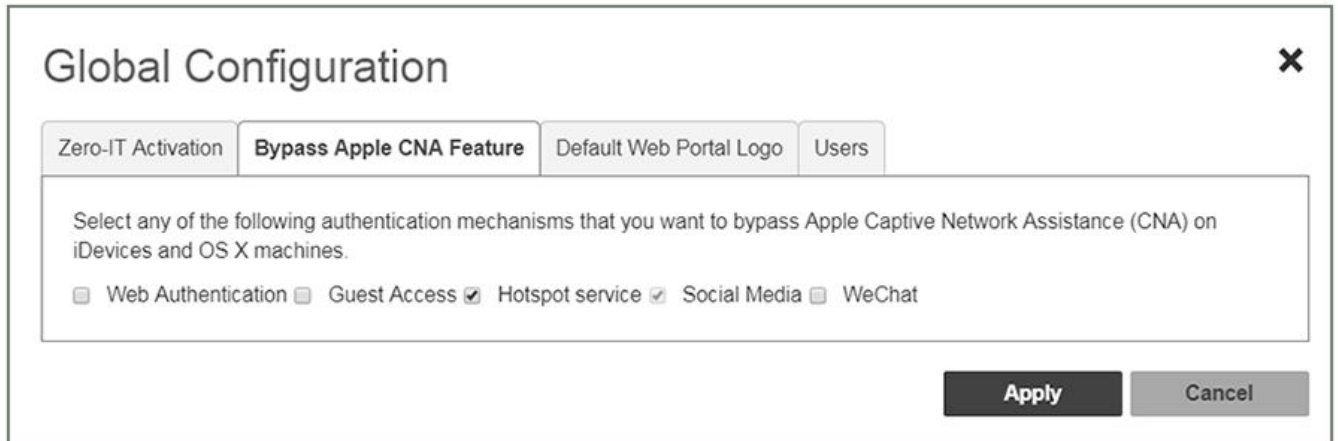 Global Configuration
Zero-IT Activation Bypass Apple CNA Feature Default Web Portal Logo Users
Select any of the following authentication mechanisms that you want to bypass Apple Captive Network Assistance (CNA) on
iDevices and OS X machines.
Web Authentication Guest Access Hotspot service Social Media WeChat
Apply Cancel